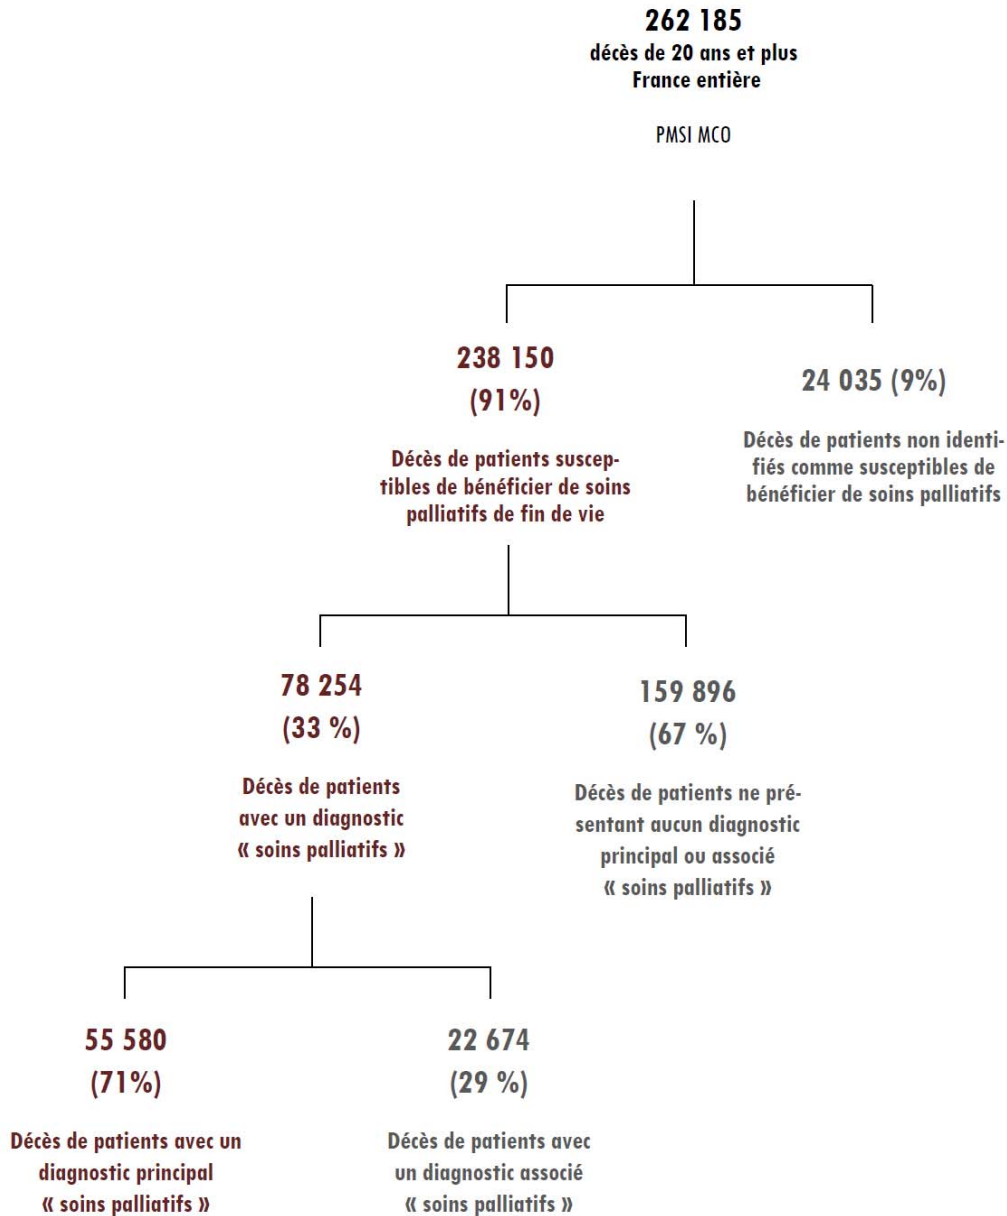 262 185
décès de 20 ans et plus
France entière
PMSI MCO
238 150
(91%)
Décès de patients suscep-
tibles de bénéficier de soins
palliatifs de fin de vie
24 035 (9%)
Décès de patients non identi-
fiés comme susceptibles de
bénéficier de soins palliatifs
78 254
(33 %)
Décès de patients
avec un diagnostic
« soins palliatifs »
159 896
(67 %)
Décès de patients ne pré-
sentant aucun diagnostic
principal ou associé
« soins palliatifs »
55 580
(71%)
Décès de patients avec un
diagnostic principal
« soins palliatifs »
22 674
(29 %)
Décès de patients avec
un diagnostic associé
« soins palliatifs »